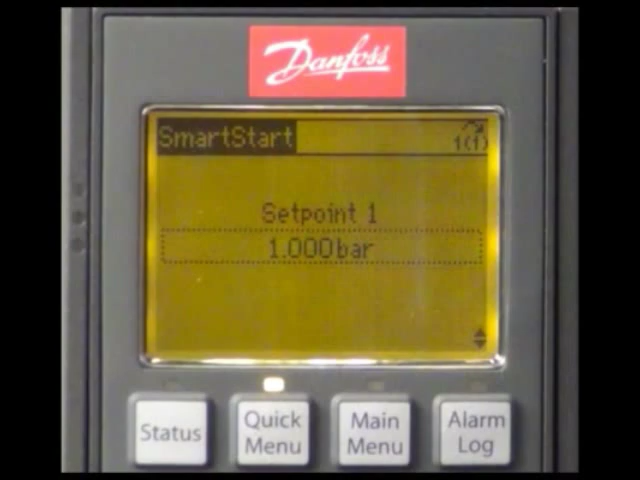 Danfoss
SmartStart 1(1)
Setpoint 1
1.000bar
Status
Quick Menu
Main Menu
Alarm Log